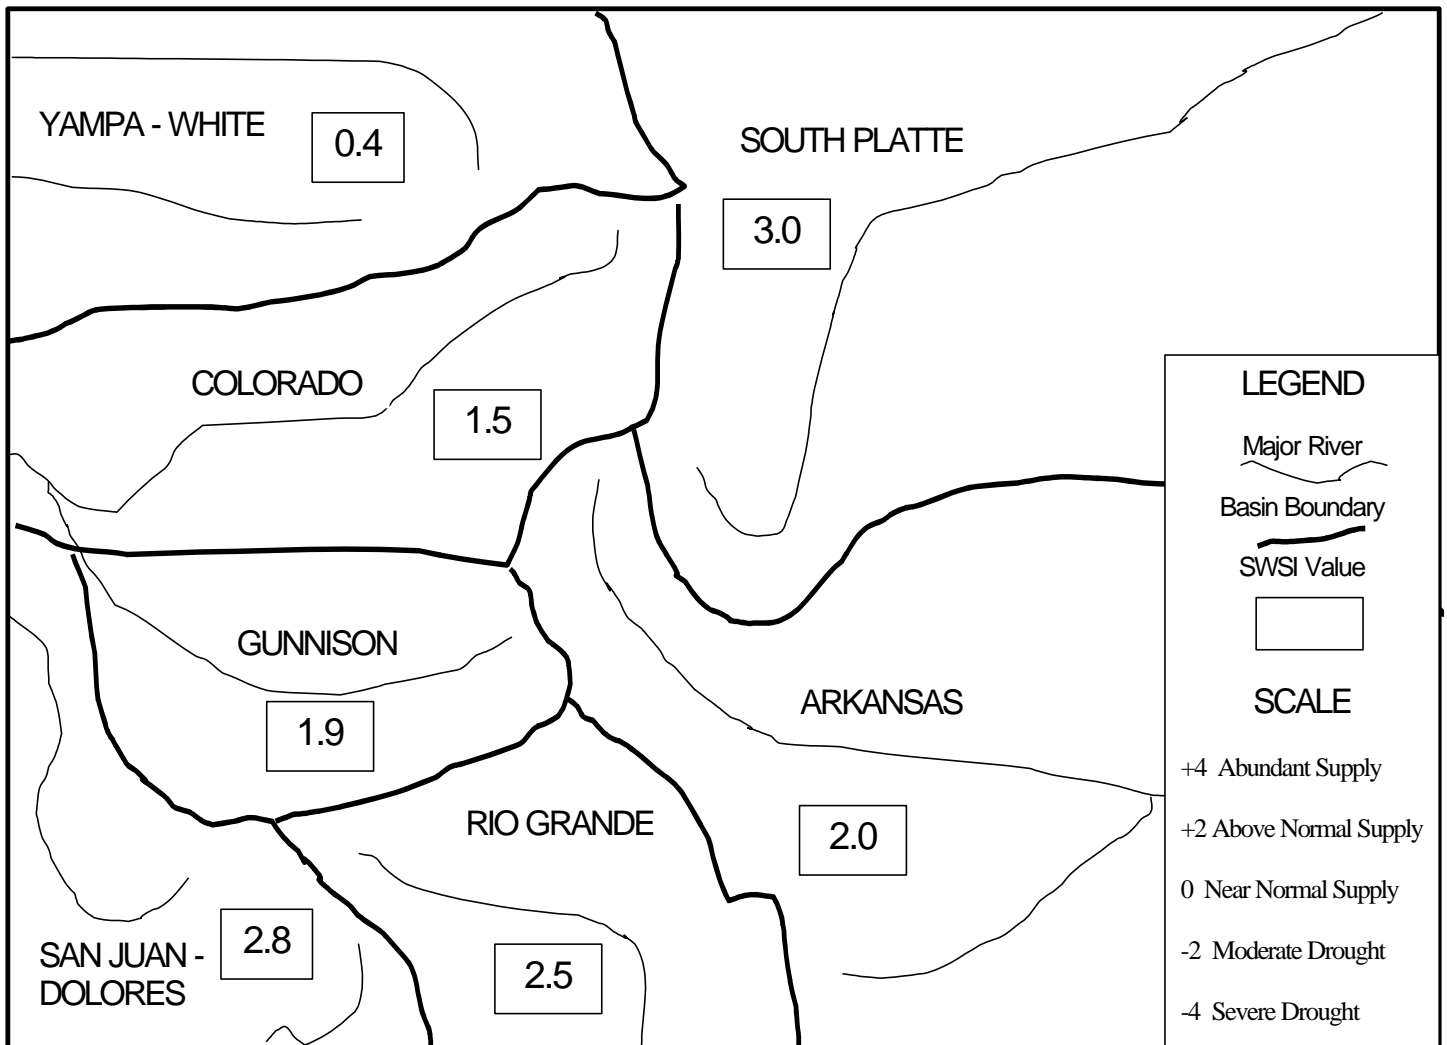 YAMPA - WHITE
0.4
SOUTH PLATTE
3.0
COLORADO
1.5
GUNNISON
1.9
ARKANSAS
2.0
RIO GRANDE
2.5
SAN JUAN -
DOLORES
2.8
LEGEND
Major River
Basin Boundary
SWSI Value
SCALE
+4 Abundant Supply
+2 Above Normal Supply
0 Near Normal Supply
-2 Moderate Drought
-4 Severe Drought